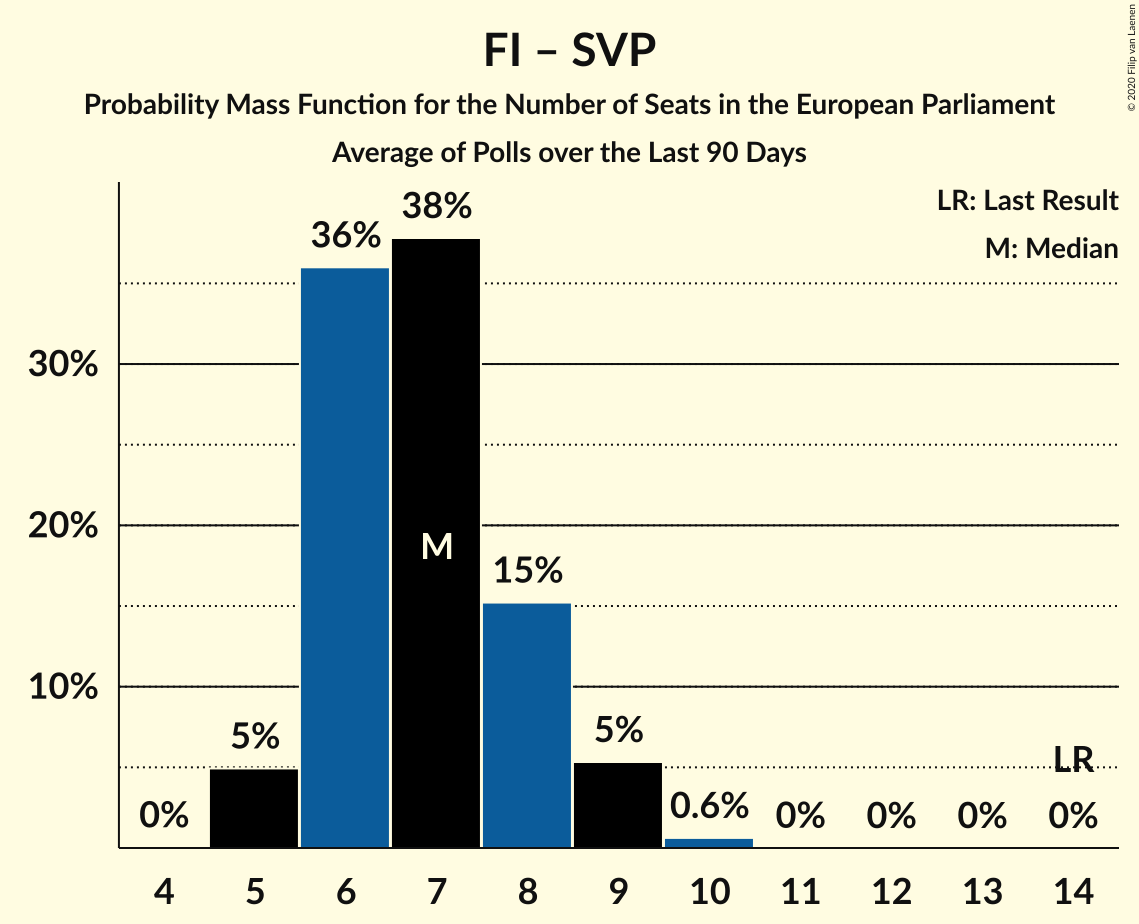 FI – SVP
Probability Mass Function for the Number of Seats in the European Parliament
Average of Polls over the Last 90 Days
© 2020 Filip van Laenen
LR: Last Result
M: Median
38%
36%
30%
M
20%
15%
10%
5%
5%
LR
0.6%
0%
0%
0%
0%
0%
4 5 6 7 8 9 10 11 12 13 14